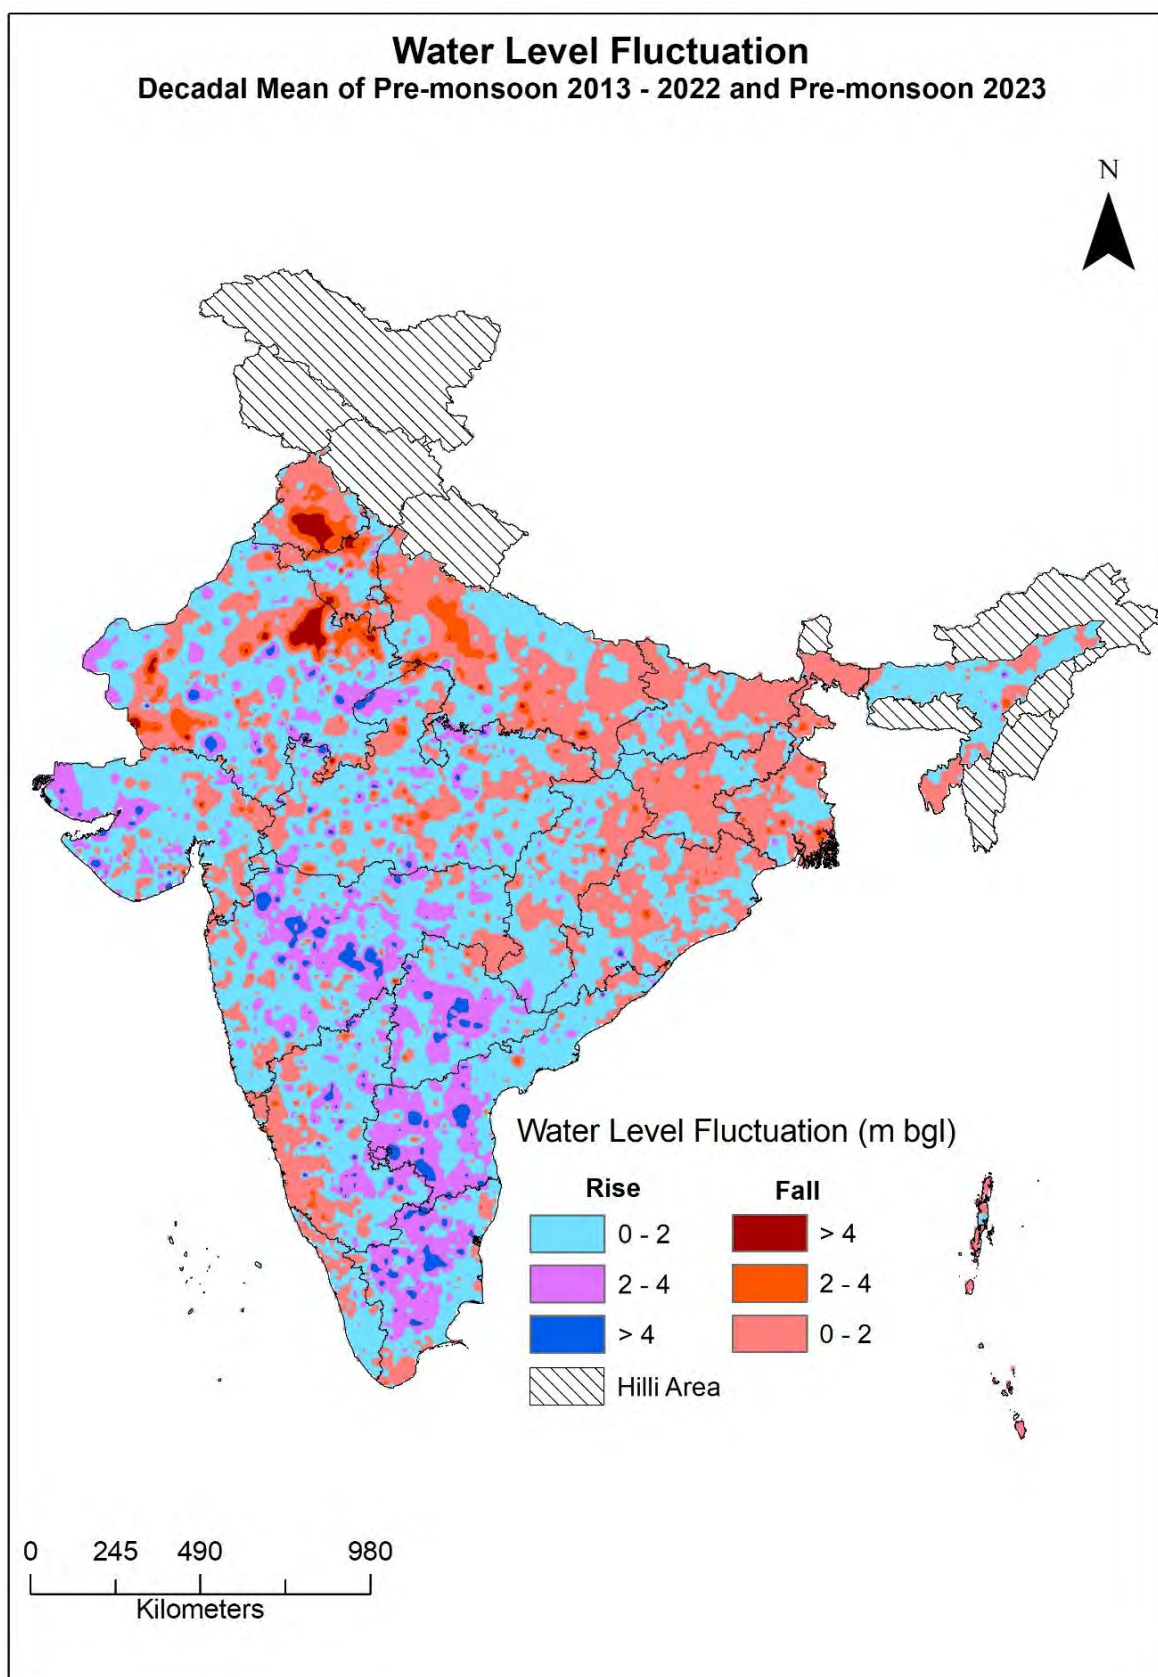 Water Level Fluctuation
Decadal Mean of Pre-monsoon 2013 - 2022 and Pre-monsoon 2023
N
Water Level Fluctuation (m bgl)
Rise Fall
0 - 2 > 4
2 - 4 2 - 4
> 4 0 - 2
Hilli Area
0 245 490 980
Kilometers